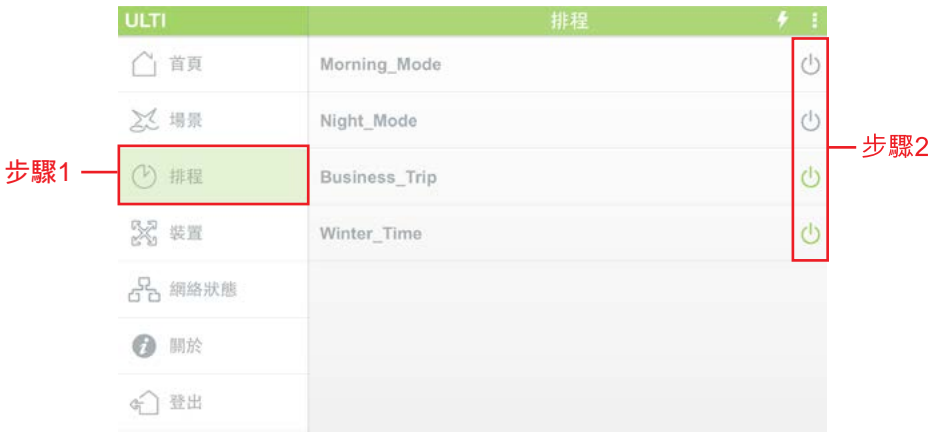 ULTI
排程
首頁
Morning_Mode
場景
Night_Mode
步驟1
排程
Business_Trip
步驟2
裝置
Winter_Time
網絡狀態
關於
登出